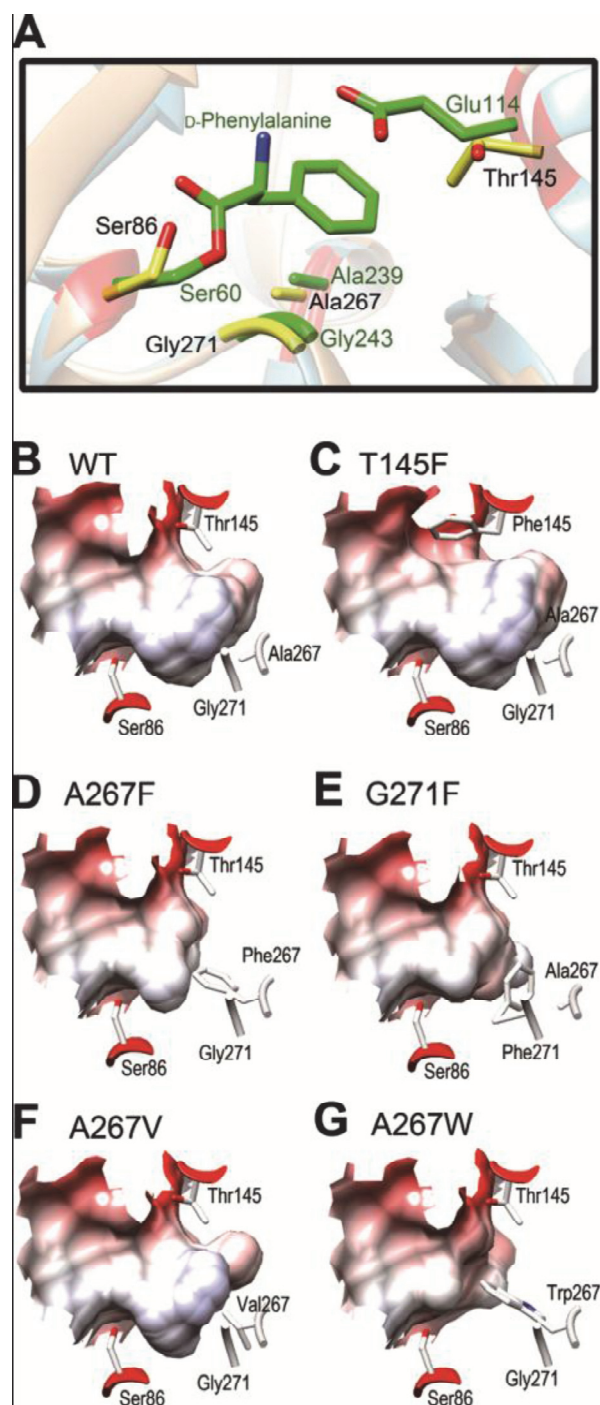 A
D-Phenylalanine
Glu114
Thr145
Ser86
Ser60
Ala239
Ala267
Gly271
Gly243
B WT
Thr145
Ala267
Gly271
Ser86
C T145F
Phe145
Ala267
Gly271
Ser86
D A267F
Thr145
Phe267
Gly271
Ser86
E G271F
Thr145
Ala267
Phe271
Ser86
F A267V
Thr145
Val267
Gly271
Ser86
G A267W
Thr145
Trp267
Gly271
Ser86